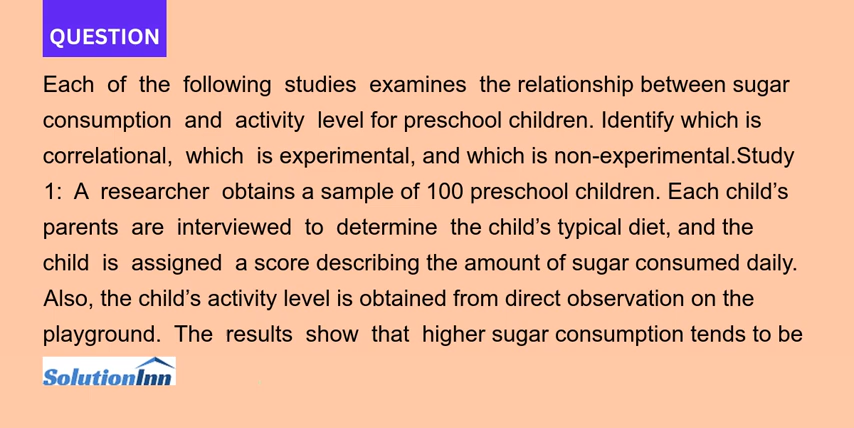 QUESTION
Each of the following studies examines the relationship between sugar
consumption and activity level for preschool children. Identify which is
correlational, which is experimental, and which is non-experimental.Study
1: A researcher obtains a sample of 100 preschool children. Each child’s
parents are interviewed to determine the child’s typical diet, and the
child is assigned a score describing the amount of sugar consumed daily.
Also, the child’s activity level is obtained from direct observation on the
playground. The results show that higher sugar consumption tends to be
SolutionInn